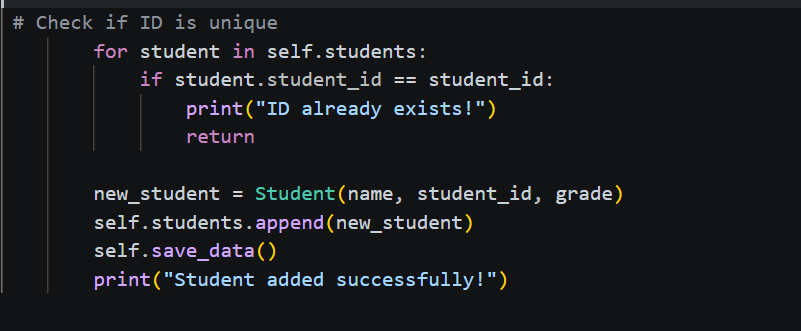 # Check if ID is unique
for student in self.students:
if student.student_id == student_id:
print("ID already exists!")
return
new_student = Student(name, student_id, grade)
self.students.append(new_student)
self.save_data()
print("Student added successfully!")